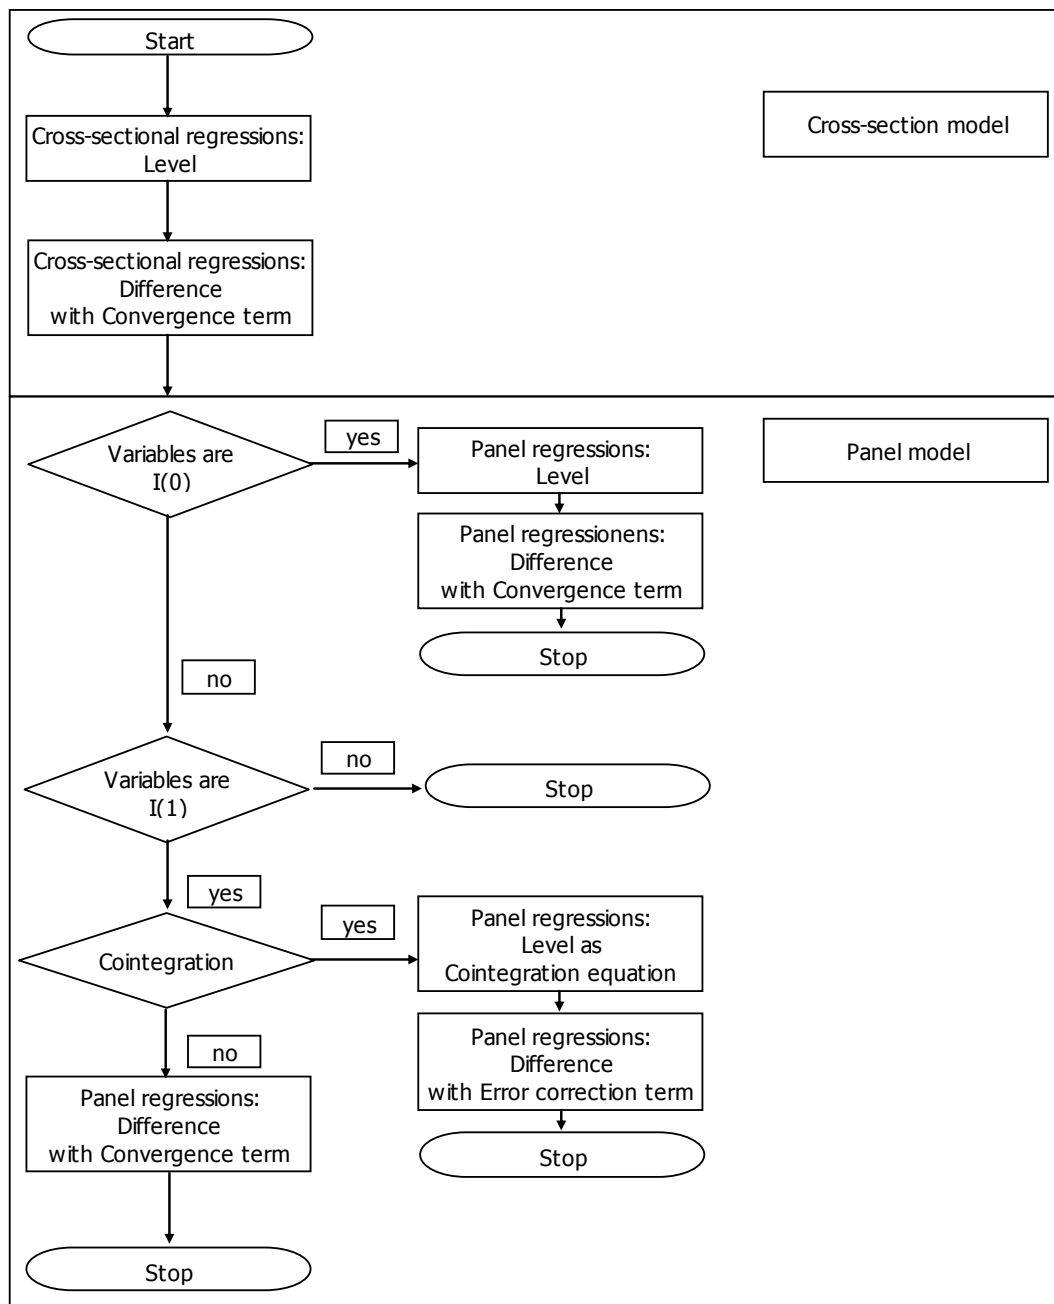 Start
Cross-sectional regressions:
Level
Cross-section model
Cross-sectional regressions:
Difference
with Convergence term
Variables are
I(0)
yes
Panel regressions:
Level
Panel model
Panel regressionens:
Difference
with Convergence term
Stop
no
Variables are
I(1)
no
Stop
yes
Cointegration
yes
Panel regressions:
Level as
Cointegration equation
no
Panel regressions:
Difference
with Error correction term
Stop
Panel regressions:
Difference
with Convergence term
Stop